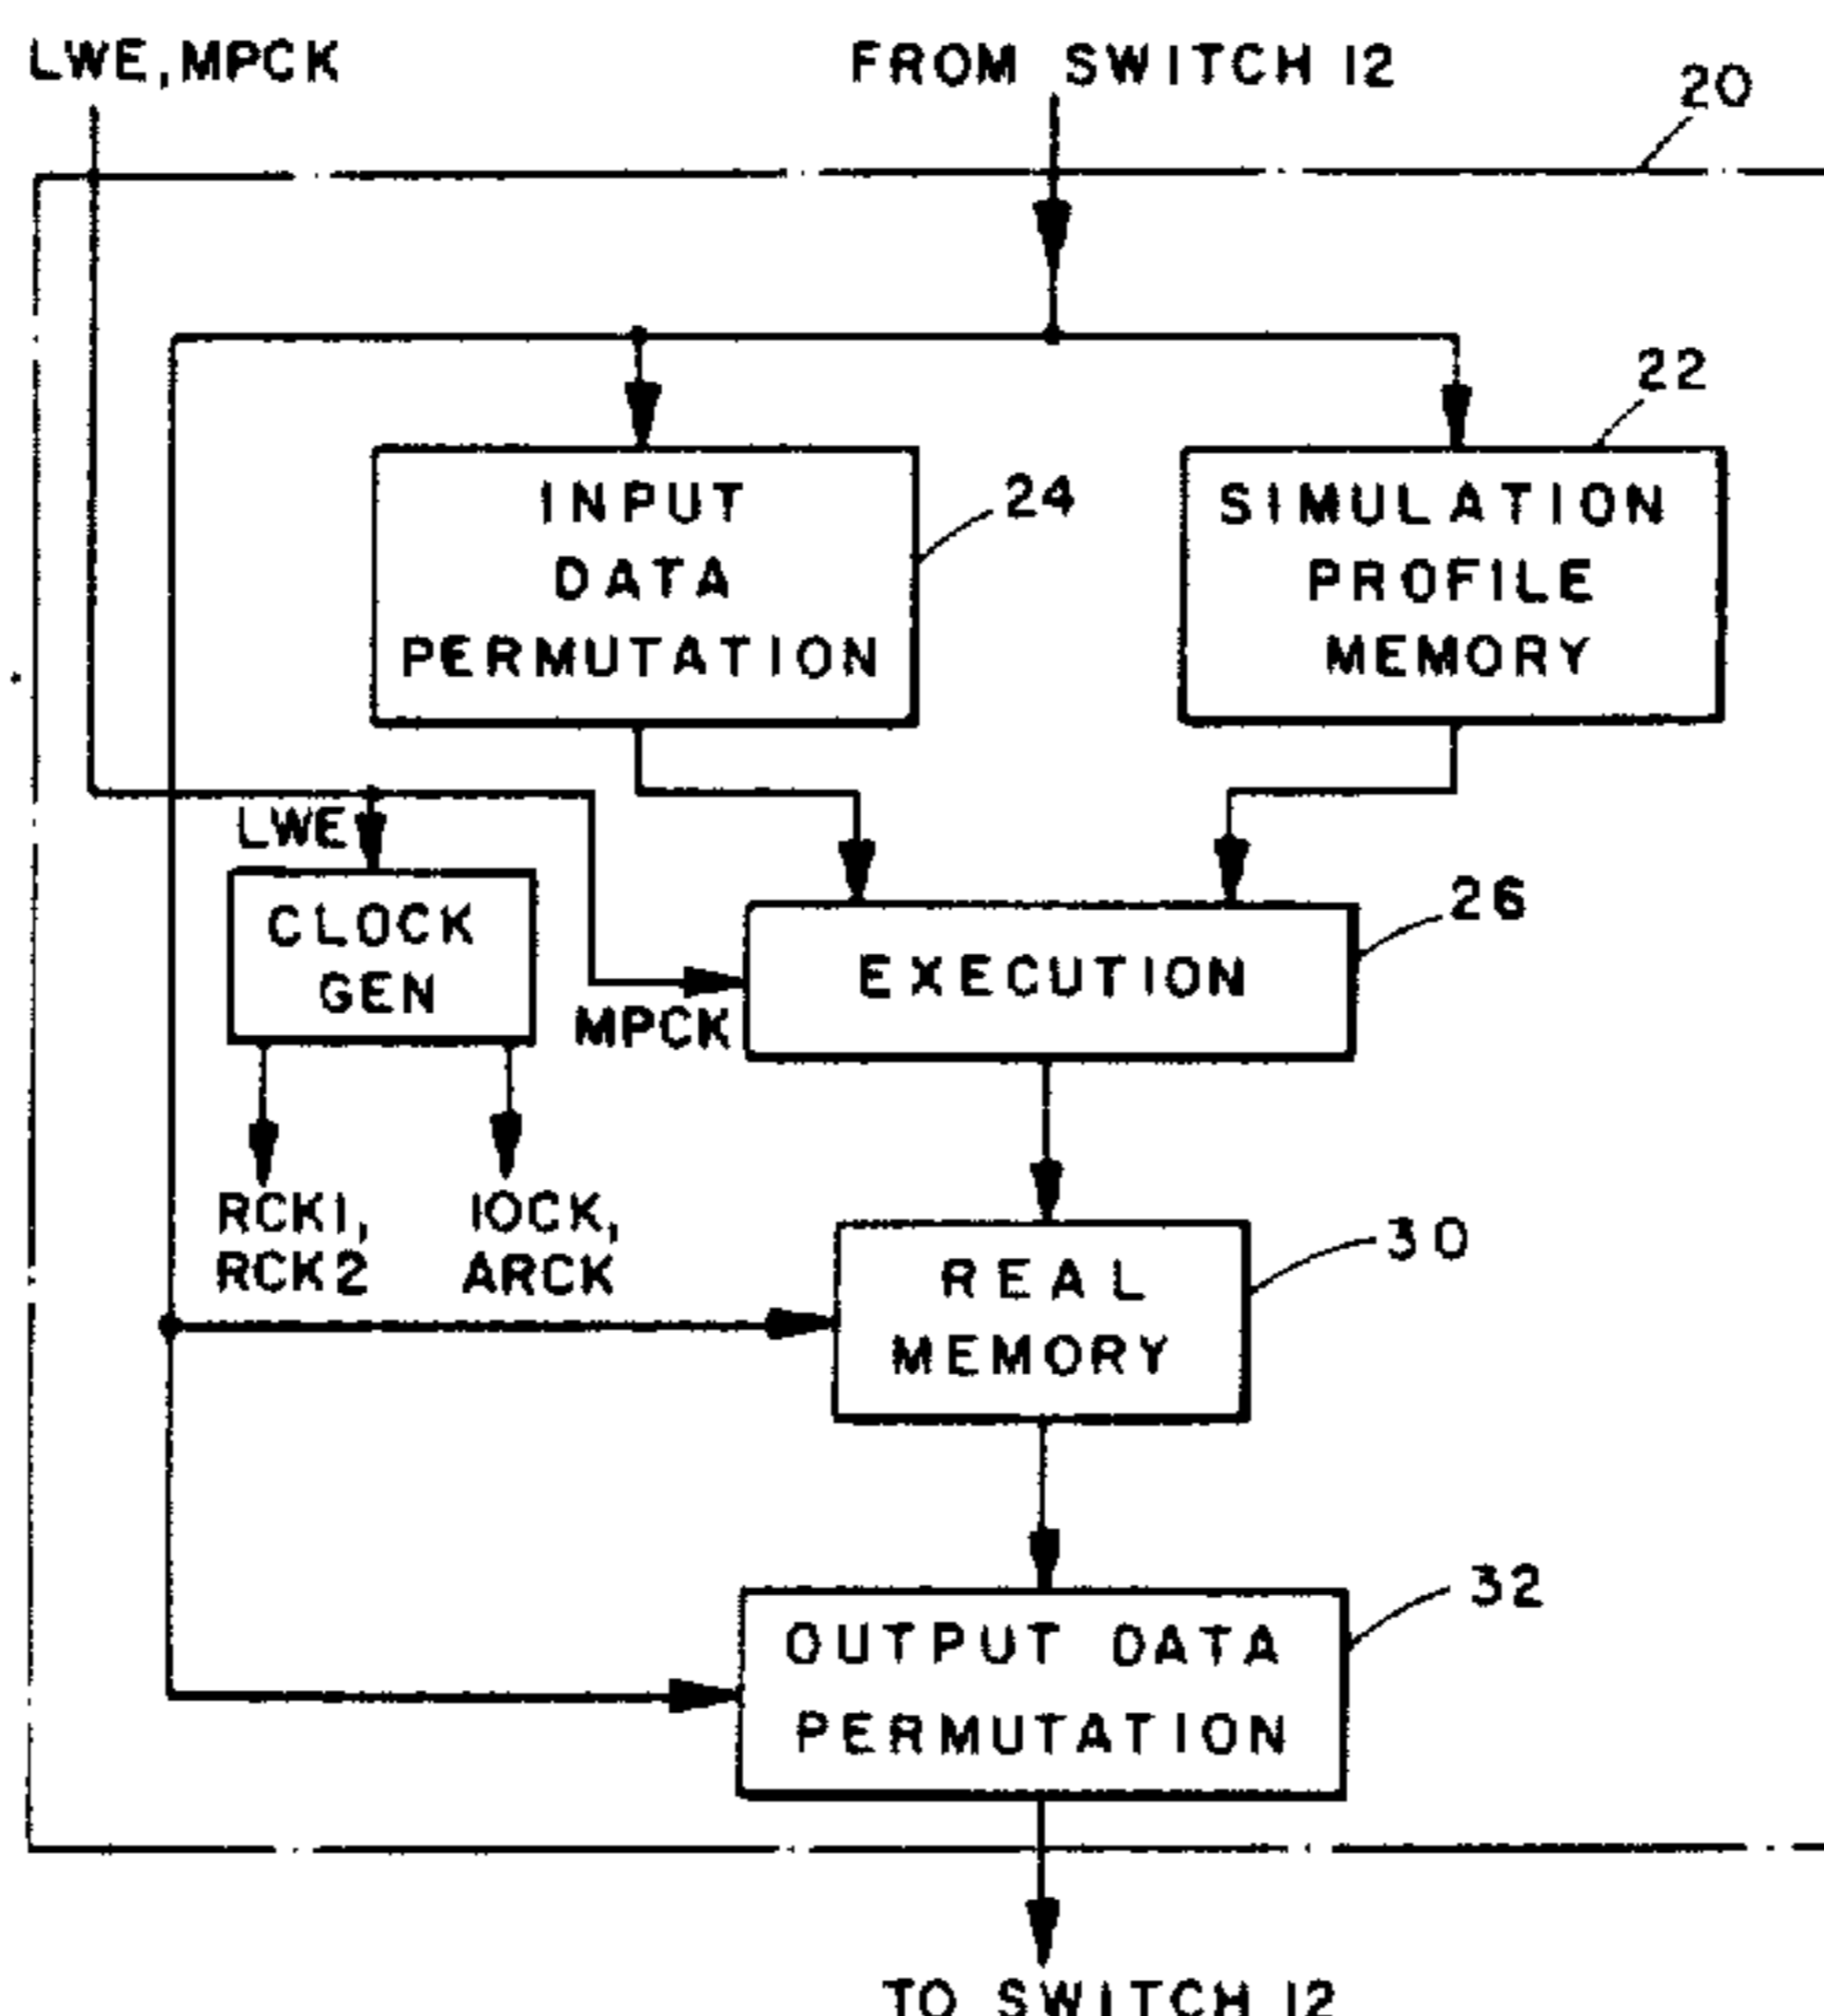 LWE, MPCK
FROM SWITCH 12
20
22
INPUT
DATA
PERMUTATION
24
SIMULATION
PROFILE
MEMORY
LWE
CLOCK
GEN
26
EXECUTION
MPCK
RCK1,
RCK2
IOCK,
ARCK
30
REAL
MEMORY
32
OUTPUT DATA
PERMUTATION
TO SWITCH 12